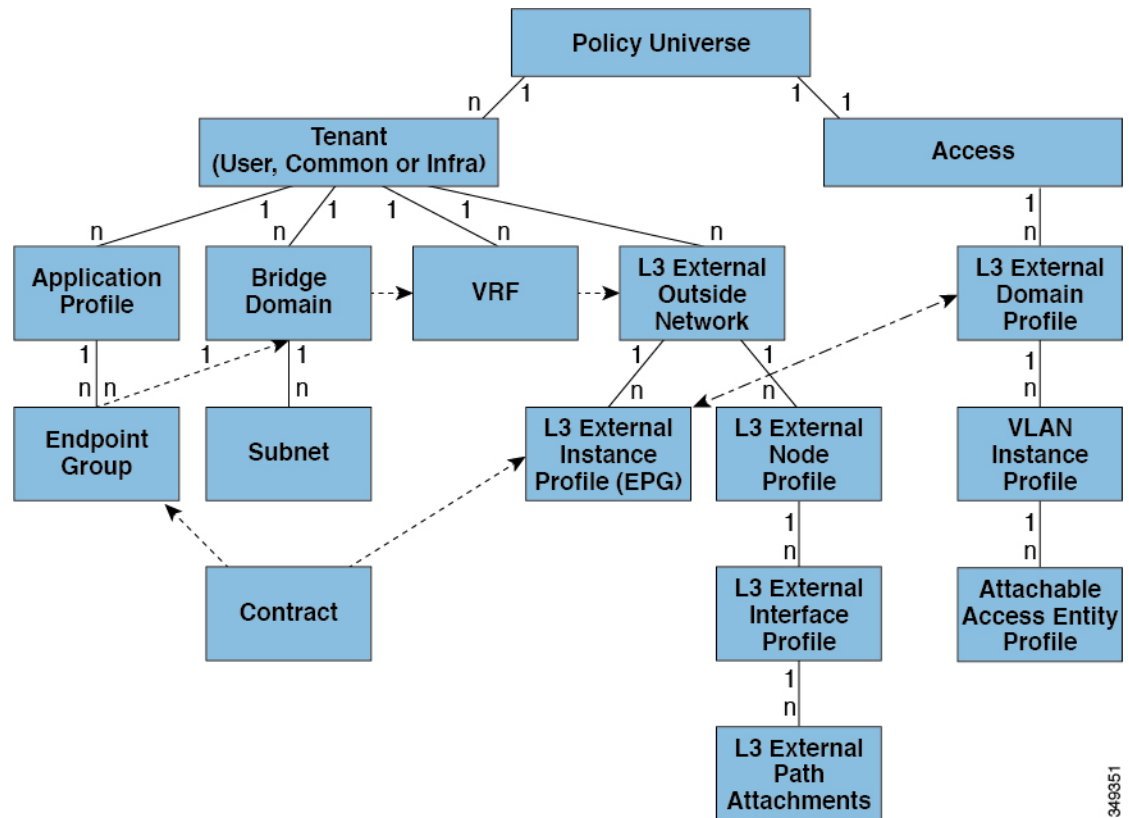 Policy Universe
n
1
1
1
Tenant
(User, Common or Infra)
Access
1
1
1
1
1
n
n
n
n
n
Application
Profile
Bridge
Domain
VRF
L3 External
Outside
Network
L3 External
Domain
Profile
1
1
1
1
1
1
n
n
n
n
n
n
Endpoint
Group
Subnet
L3 External
Instance
Profile (EPG)
L3 External
Node
Profile
VLAN
Instance
Profile
1
1
n
n
Contract
L3 External
Interface
Profile
Attachable
Access Entity
Profile
1
n
L3 External
Path
Attachments
349351